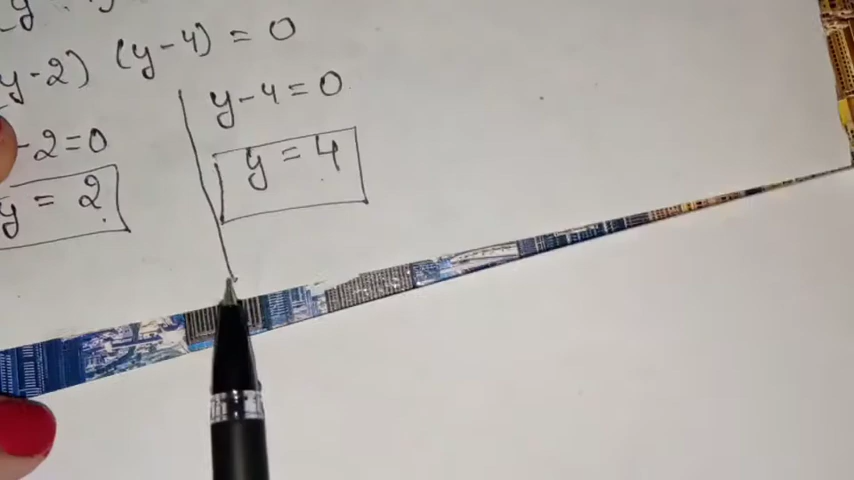 y-2) (y-4) = 0
-2=0
y-4=0
y = 2
y = 4